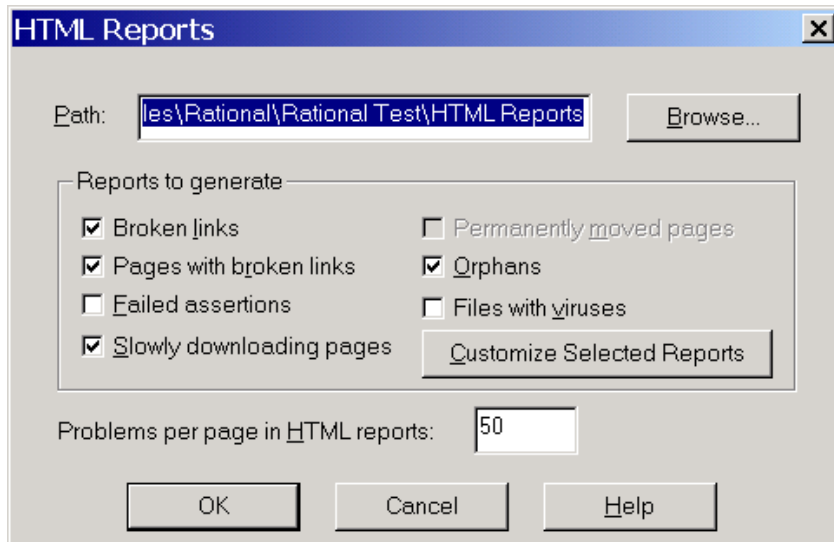 HTML Reports
Path: les\Rational\Rational Test\HTML Reports Browse...
Reports to generate
Broken links Permanently moved pages
Pages with broken links Orphans
Failed assertions Files with viruses
Slowly downloading pages Customize Selected Reports
Problems per page in HTML reports: 50
OK Cancel Help